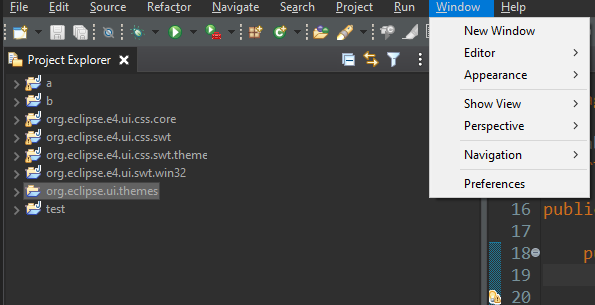 File Edit Source Refactor Navigate Search Project Run Window Help
New Window
Editor
Appearance
Show View
Perspective
Navigation
Preferences
Project Explorer
a
b
org.eclipse.e4.ui.css.core
org.eclipse.e4.ui.css.swt
org.eclipse.e4.ui.css.swt.theme
org.eclipse.e4.ui.swt.win32
org.eclipse.ui.themes
test
16 public
17
18
19
20